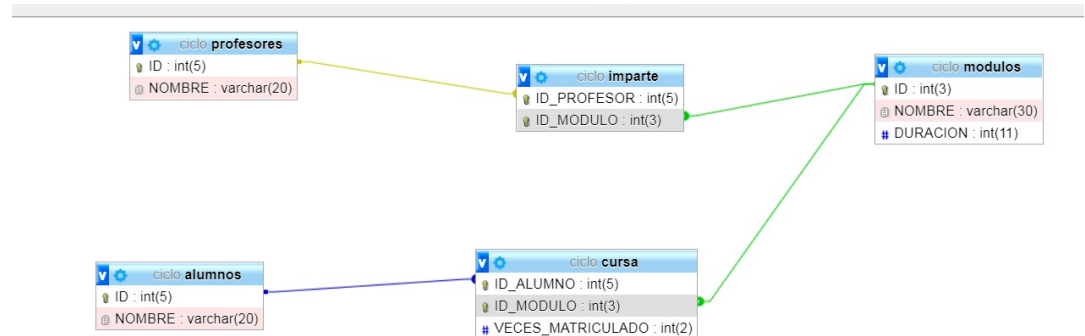 ciclo profesores
ID : int(5)
NOMBRE : varchar(20)
ciclo imparte
ID_PROFESOR : int(5)
ID_MODULO : int(3)
ciclo modulos
ID : int(3)
NOMBRE : varchar(30)
# DURACION : int(11)
ciclo alumnos
ID : int(5)
NOMBRE : varchar(20)
ciclo cursa
ID_ALUMNO : int(5)
ID_MODULO : int(3)
# VECES_MATRICULADO : int(2)